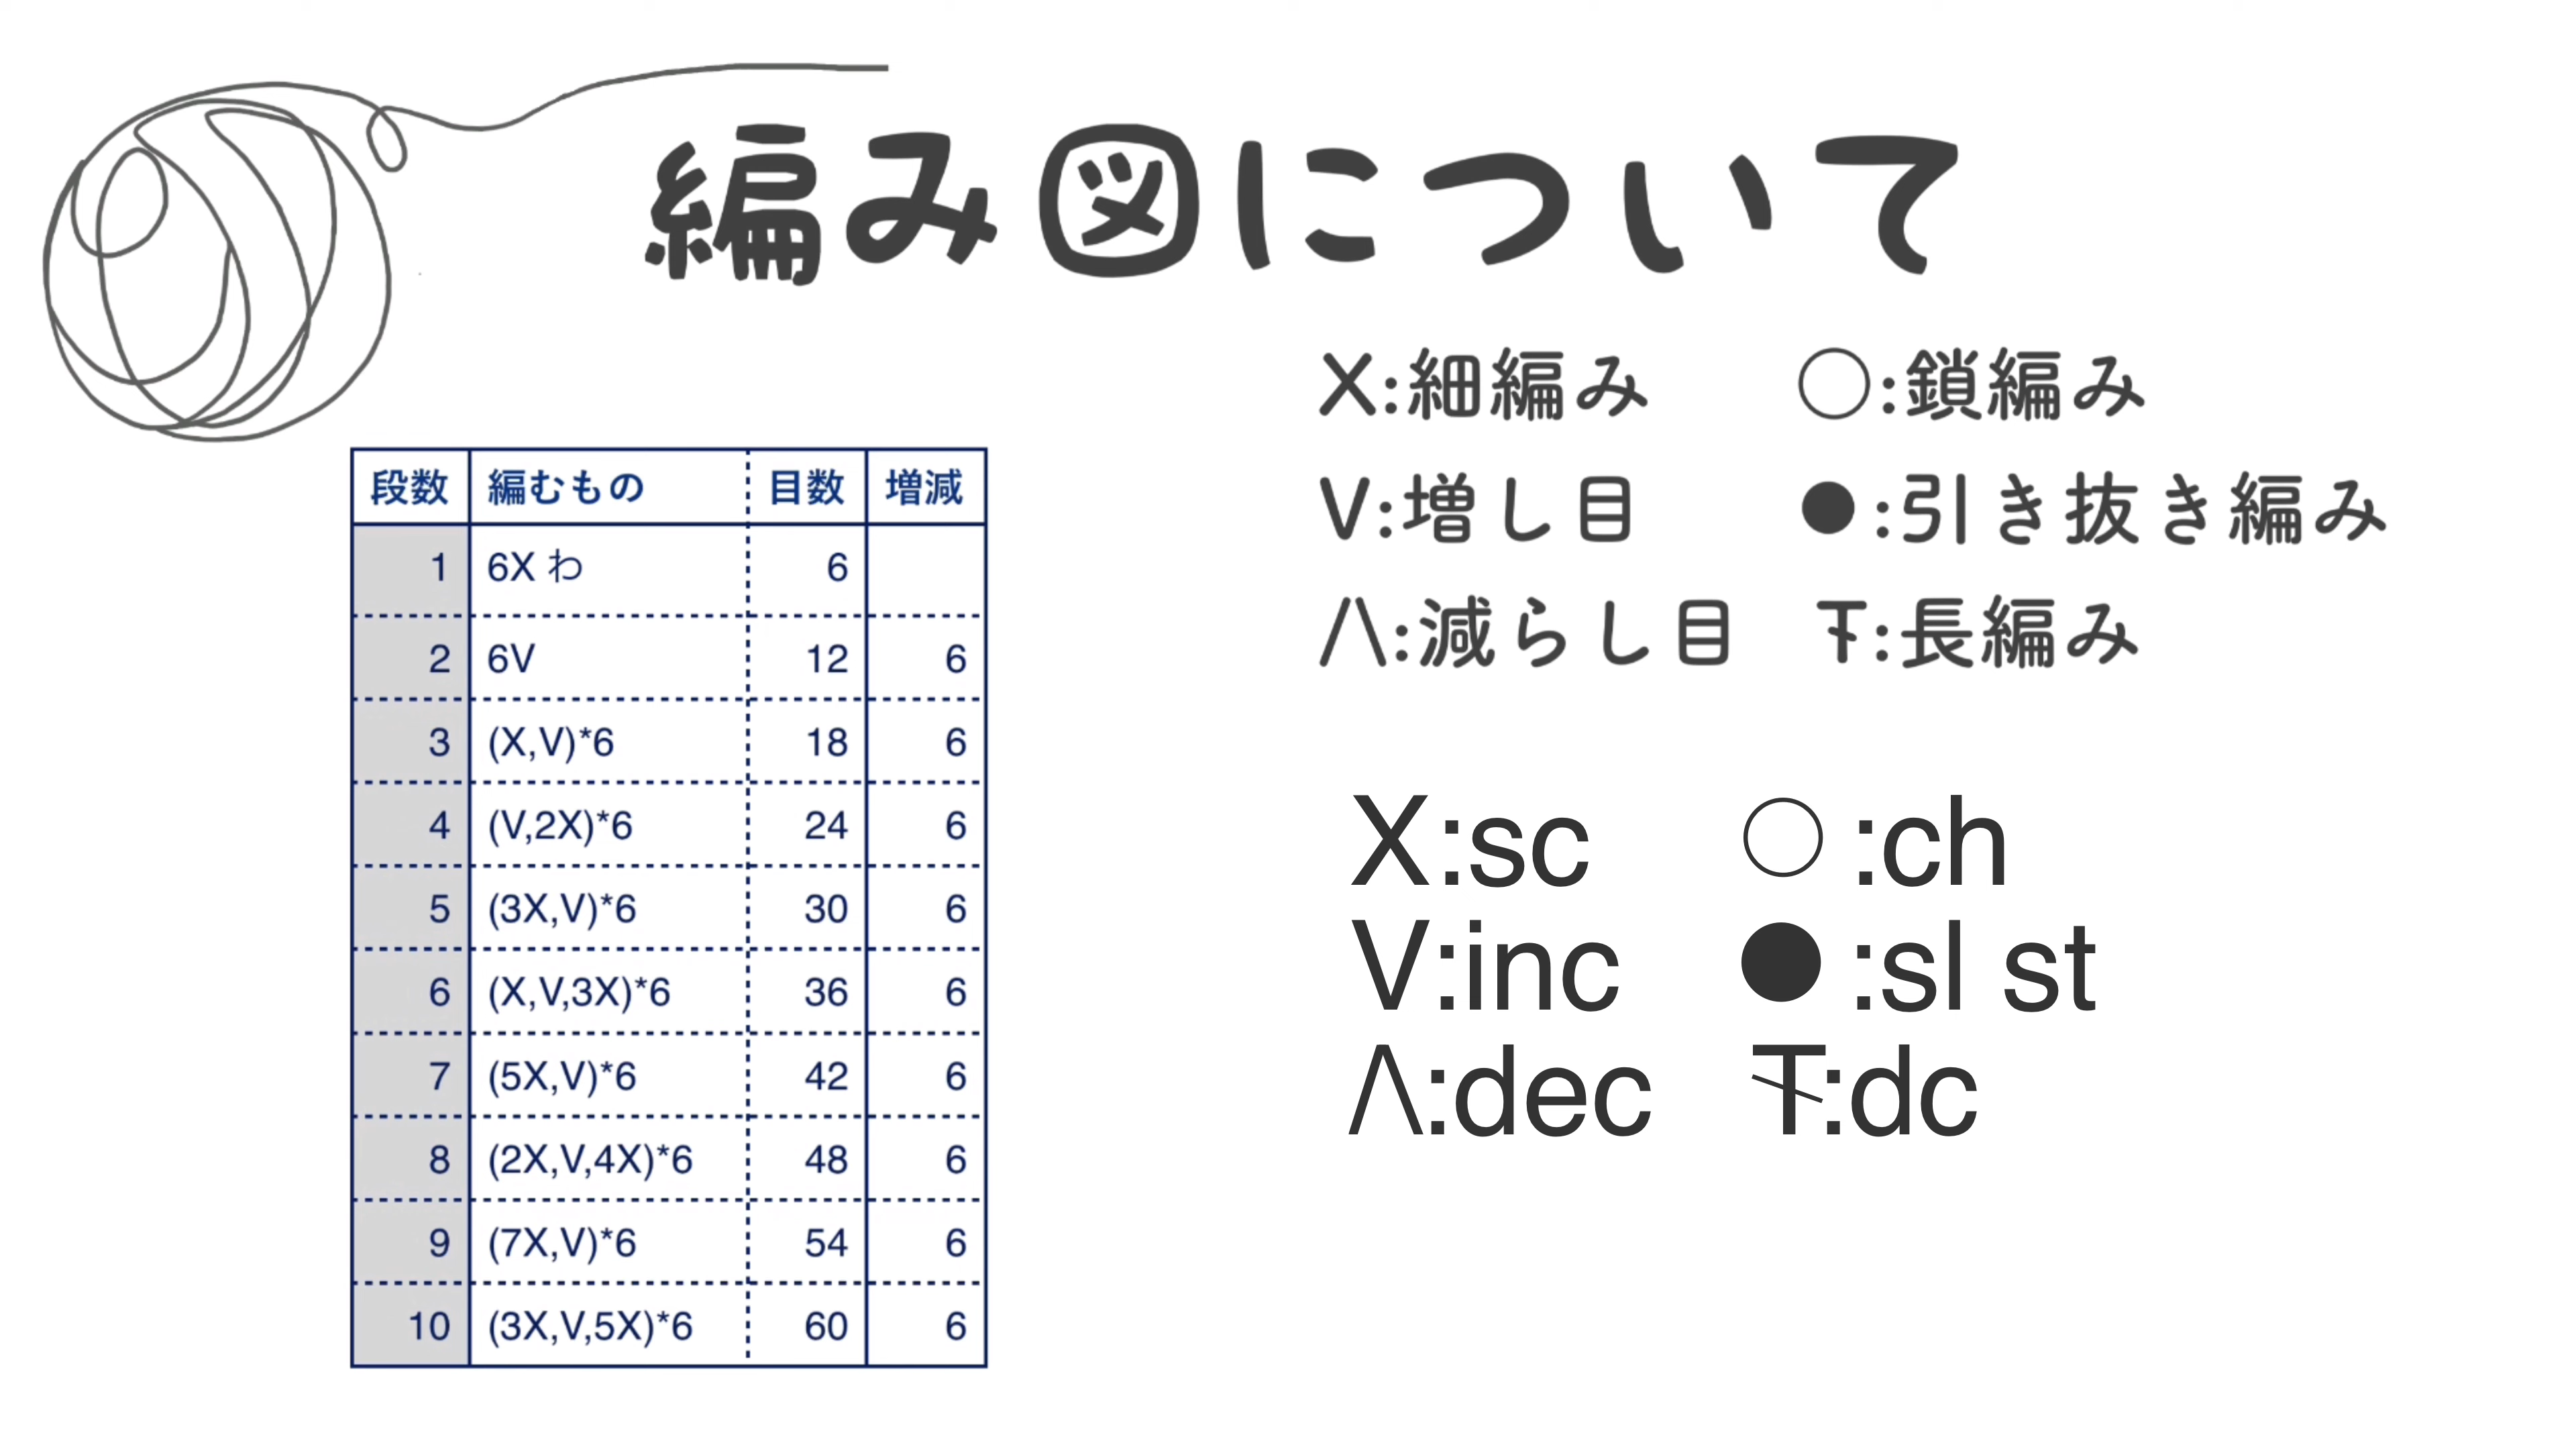 編み図について
X:細編み ○:鎖編み
V:増し目 ●:引き抜き編み
Λ:減らし目 Ŧ:長編み
段数 編むもの 目数 増減
1 6X わ 6
2 6V 12 6
3 (X,V)*6 18 6
4 (V,2X)*6 24 6
5 (3X,V)*6 30 6
6 (X,V,3X)*6 36 6
7 (5X,V)*6 42 6
8 (2X,V,4X)*6 48 6
9 (7X,V)*6 54 6
10 (3X,V,5X)*6 60 6
X:sc ○:ch
V:inc ●:sl st
Λ:dec Ŧ:dc